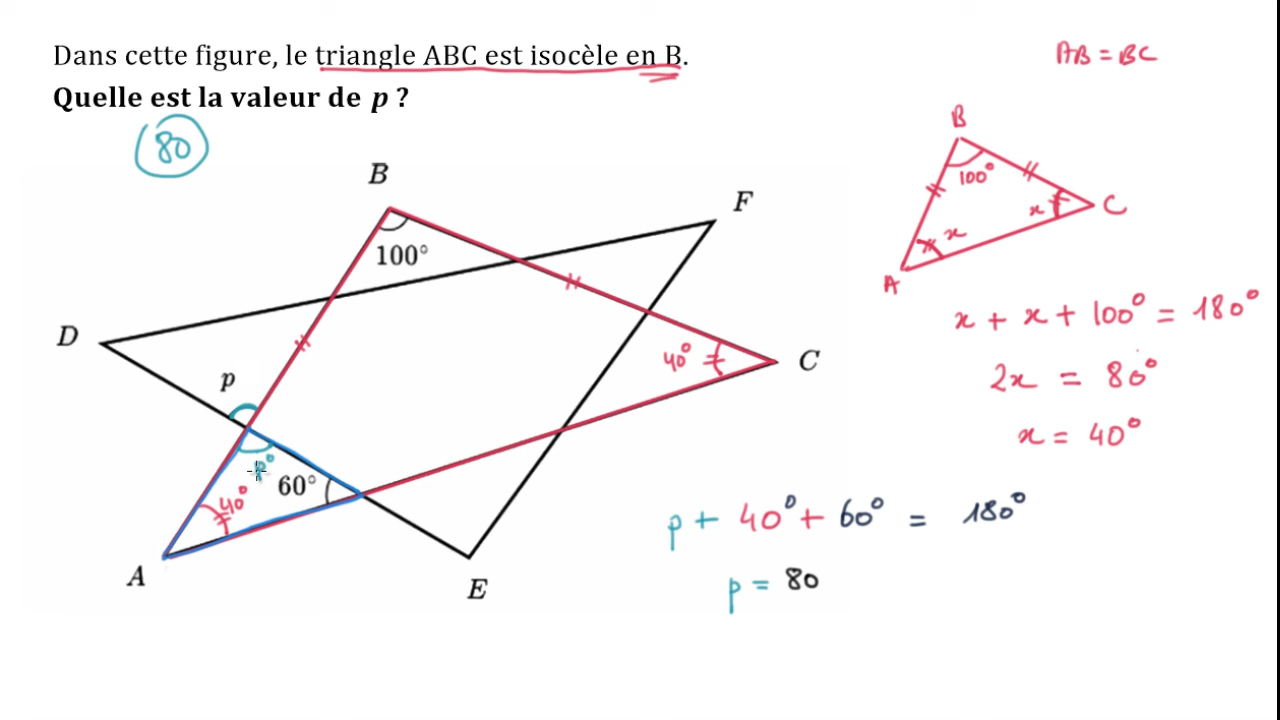 Dans cette figure, le triangle ABC est isocèle en B.
AB = BC
Quelle est la valeur de p ?
80
B
100°
x
x
C
A
B
100°
F
D
p
40°
C
p°
60°
40°
A
E
x + x + 100° = 180°
2x = 80°
x = 40°
p + 40° + 60° = 180°
p = 80